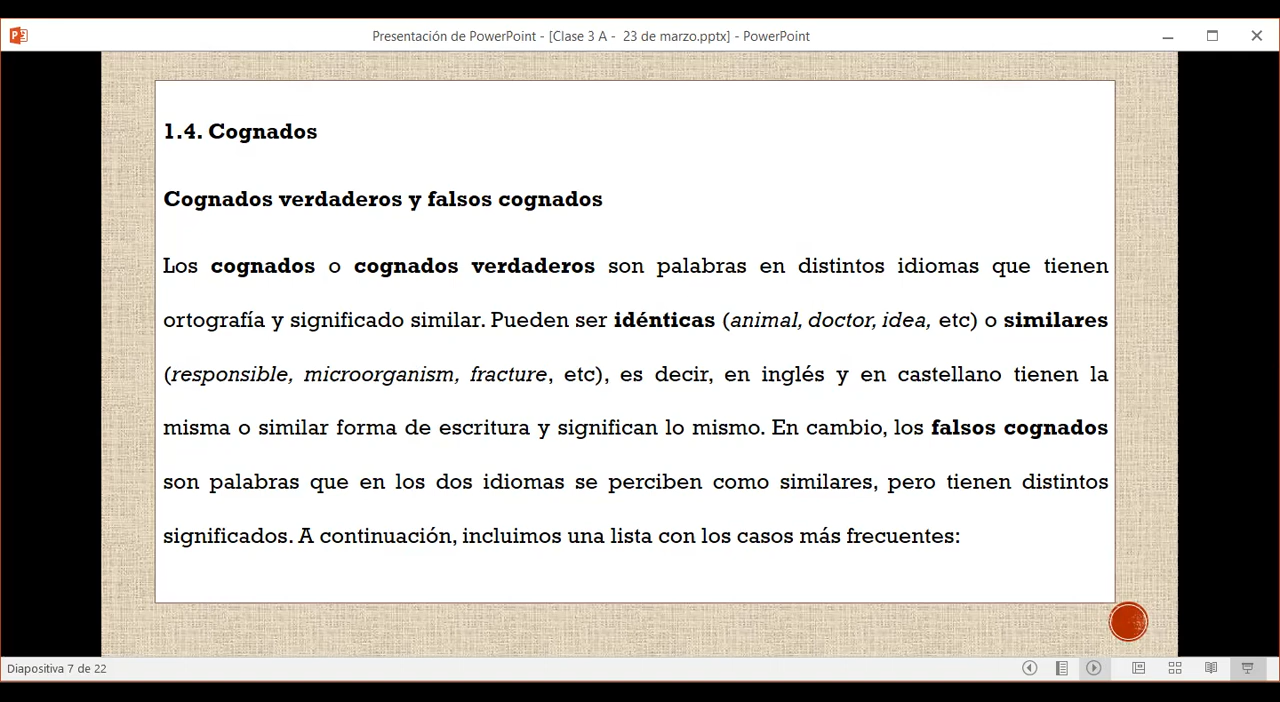 Presentación de PowerPoint - [Clase 3 A - 23 de marzo.pptx] - PowerPoint
1.4. Cognados
Cognados verdaderos y falsos cognados
Los cognados o cognados verdaderos son palabras en distintos idiomas que tienen
ortografía y significado similar. Pueden ser idénticas (animal, doctor, idea, etc) o similares
(responsible, microorganism, fracture, etc), es decir, en inglés y en castellano tienen la
misma o similar forma de escritura y significan lo mismo. En cambio, los falsos cognados
son palabras que en los dos idiomas se perciben como similares, pero tienen distintos
significados. A continuación, incluimos una lista con los casos más frecuentes:
Diapositiva 7 de 22